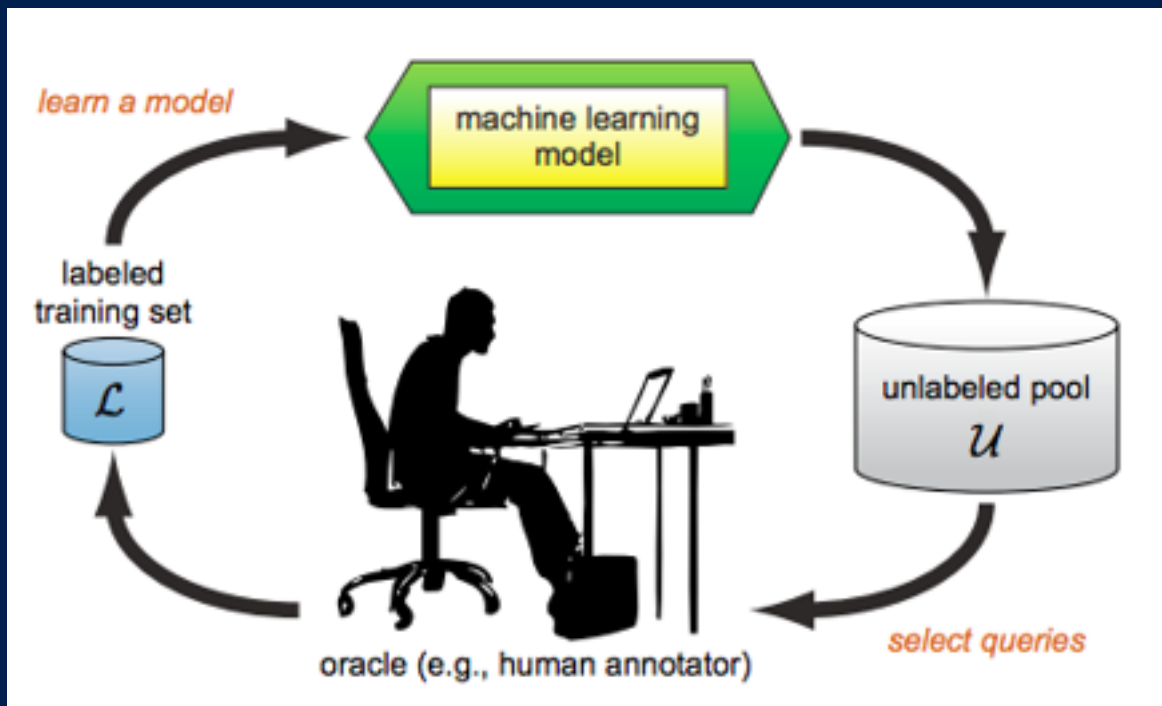 learn a model
machine learning
model
labeled
training set
ℒ
unlabeled pool
𝒰
select queries
oracle (e.g., human annotator)